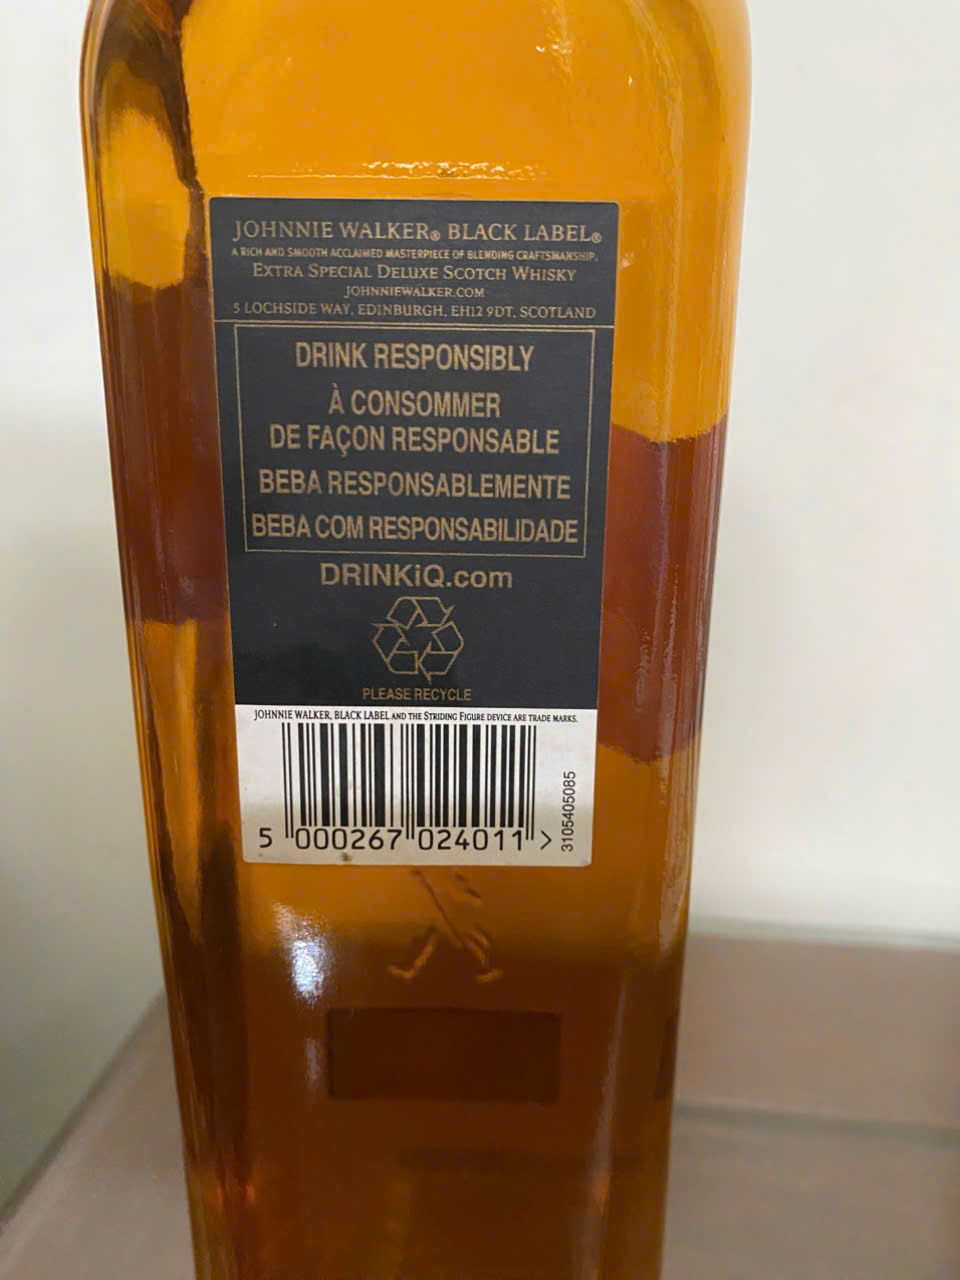 JOHNNIE WALKER® BLACK LABEL®
A RICH AND SMOOTH ACCLAIMED MASTERPIECE OF BLENDING CRAFTSMANSHIP.
EXTRA SPECIAL DELUXE SCOTCH WHISKY
JOHNNIEWALKER.COM
5 LOCHSIDE WAY, EDINBURGH, EH12 9DT, SCOTLAND
DRINK RESPONSIBLY
À CONSOMMER
DE FAÇON RESPONSABLE
BEBA RESPONSABLEMENTE
BEBA COM RESPONSABILIDADE
DRINKiQ.com
PLEASE RECYCLE
JOHNNIE WALKER, BLACK LABEL AND THE STRIDING FIGURE DEVICE ARE TRADE MARKS.
5 000267 024011 >
3105405085